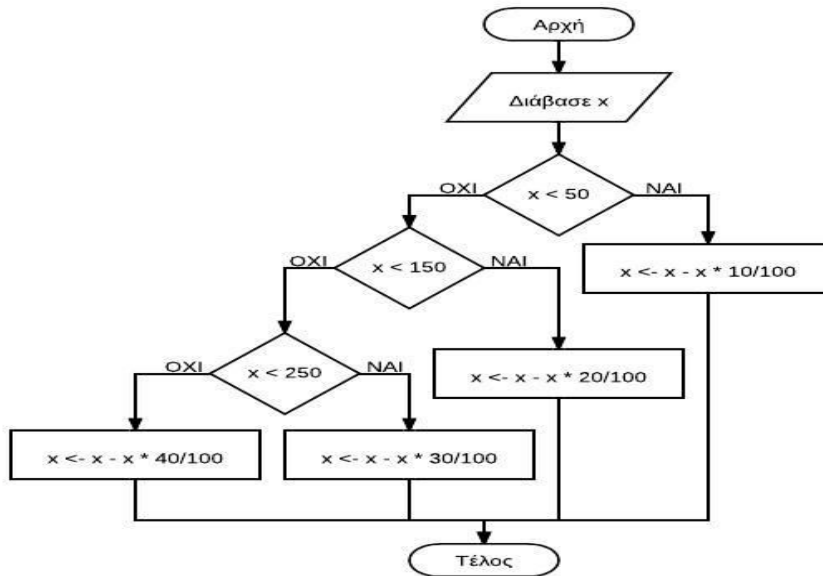 Αρχή
Διάβασε x
ΟΧΙ
x < 50
ΝΑΙ
ΟΧΙ
x < 150
ΝΑΙ
x <- x - x * 10/100
ΟΧΙ
x < 250
ΝΑΙ
x <- x - x * 20/100
x <- x - x * 40/100
x <- x - x * 30/100
Τέλος